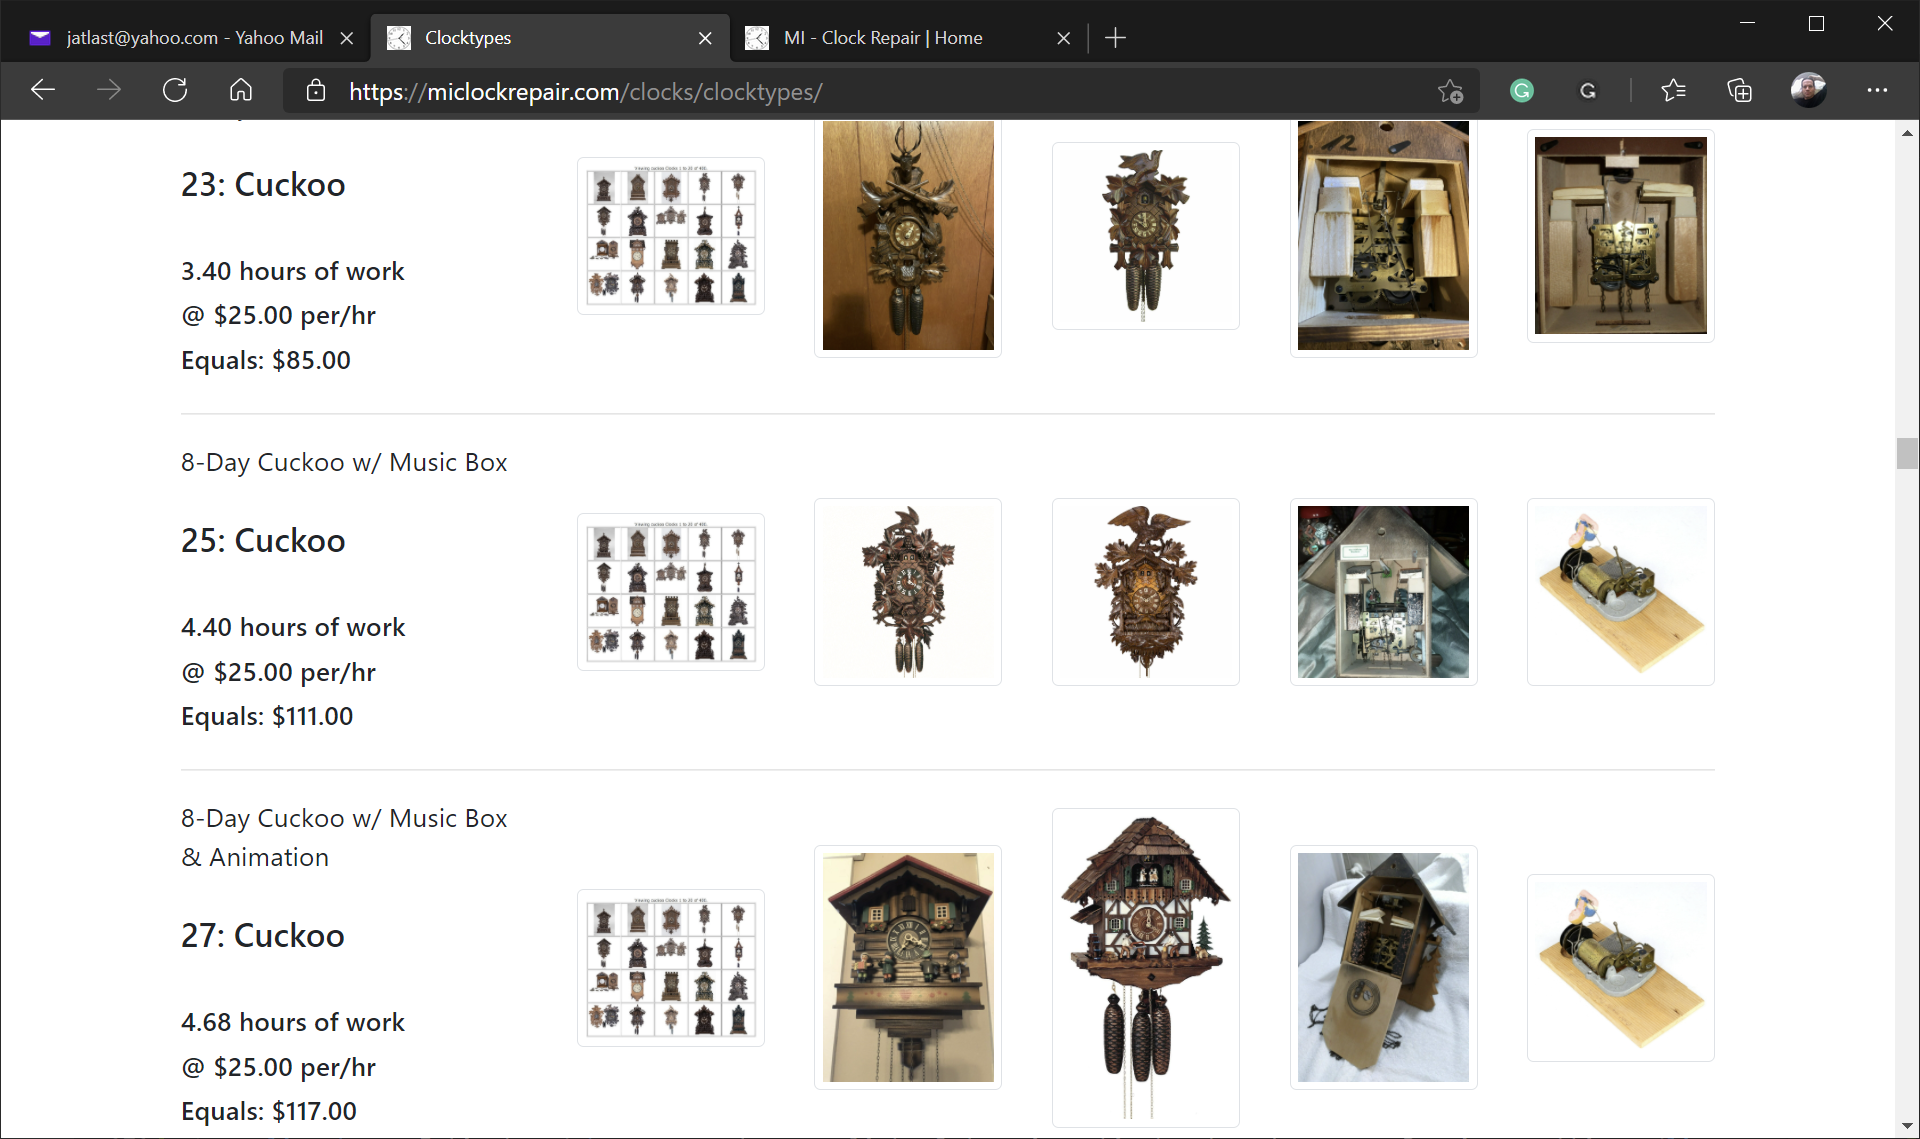 jatlast@yahoo.com - Yahoo Mail
Clocktypes
MI - Clock Repair | Home
https://miclockrepair.com/clocks/clocktypes/
23: Cuckoo
3.40 hours of work
@ $25.00 per/hr
Equals: $85.00
12
8-Day Cuckoo w/ Music Box
25: Cuckoo
4.40 hours of work
@ $25.00 per/hr
Equals: $111.00
8-Day Cuckoo w/ Music Box
& Animation
27: Cuckoo
4.68 hours of work
@ $25.00 per/hr
Equals: $117.00